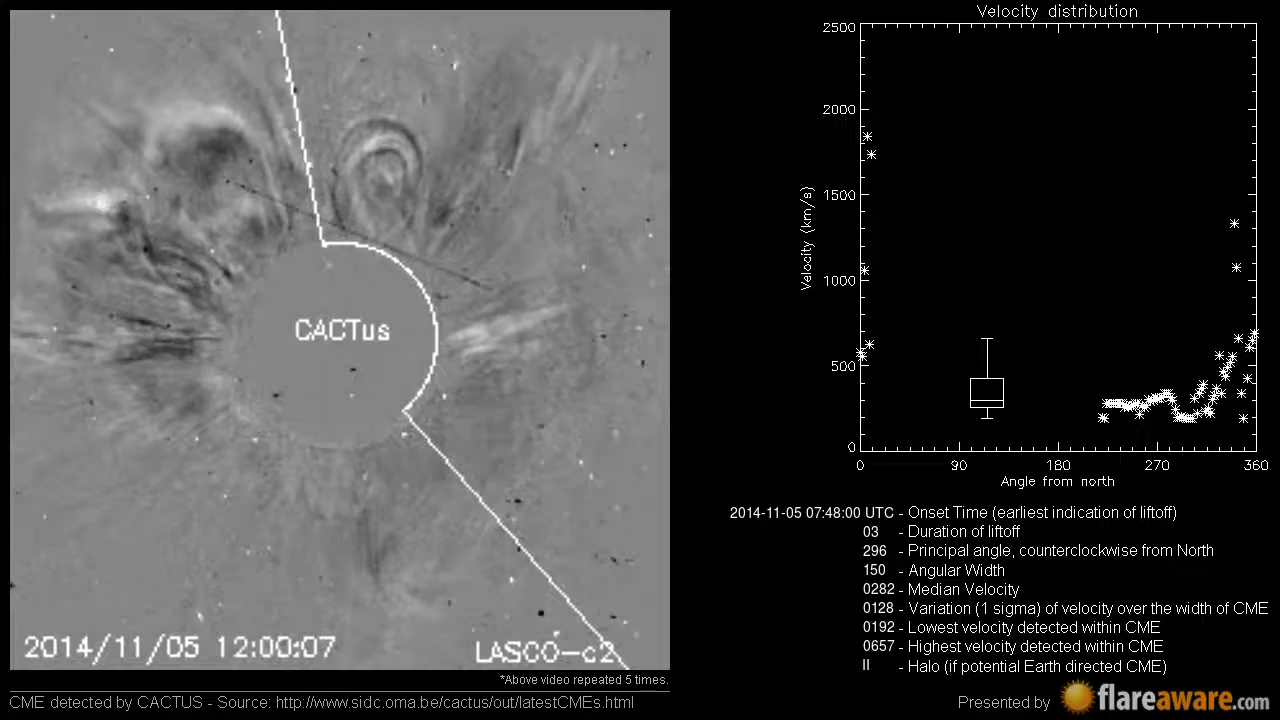 CACTus
2014/11/05 12:00:07
LASCO-c2
*Above video repeated 5 times.
CME detected by CACTUS - Source: http://www.sidc.oma.be/cactus/out/latestCMEs.html
Velocity distribution
2500
2000
1500
1000
500
0
Velocity (km/s)
0 90 180 270 360
Angle from north
2014-11-05 07:48:00 UTC - Onset Time (earliest indication of liftoff)
03 - Duration of liftoff
296 - Principal angle, counterclockwise from North
150 - Angular Width
0282 - Median Velocity
0128 - Variation (1 sigma) of velocity over the width of CME
0192 - Lowest velocity detected within CME
0657 - Highest velocity detected within CME
II - Halo (if potential Earth directed CME)
Presented by flareaware.com